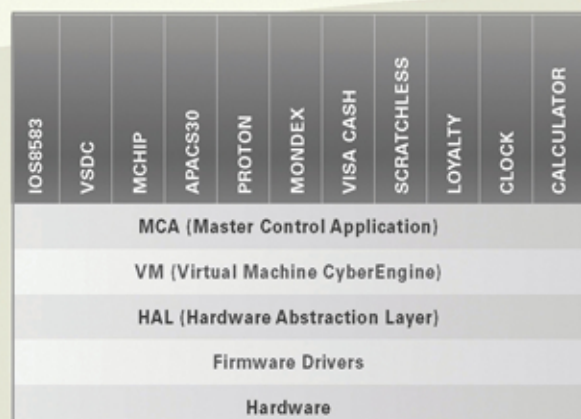 IOS8583
VSDC
MCHIP
APACS30
PROTON
MONDEX
VISA CASH
SCRATCHLESS
LOYALTY
CLOCK
CALCULATOR
MCA (Master Control Application)
VM (Virtual Machine CyberEngine)
HAL (Hardware Abstraction Layer)
Firmware Drivers
Hardware